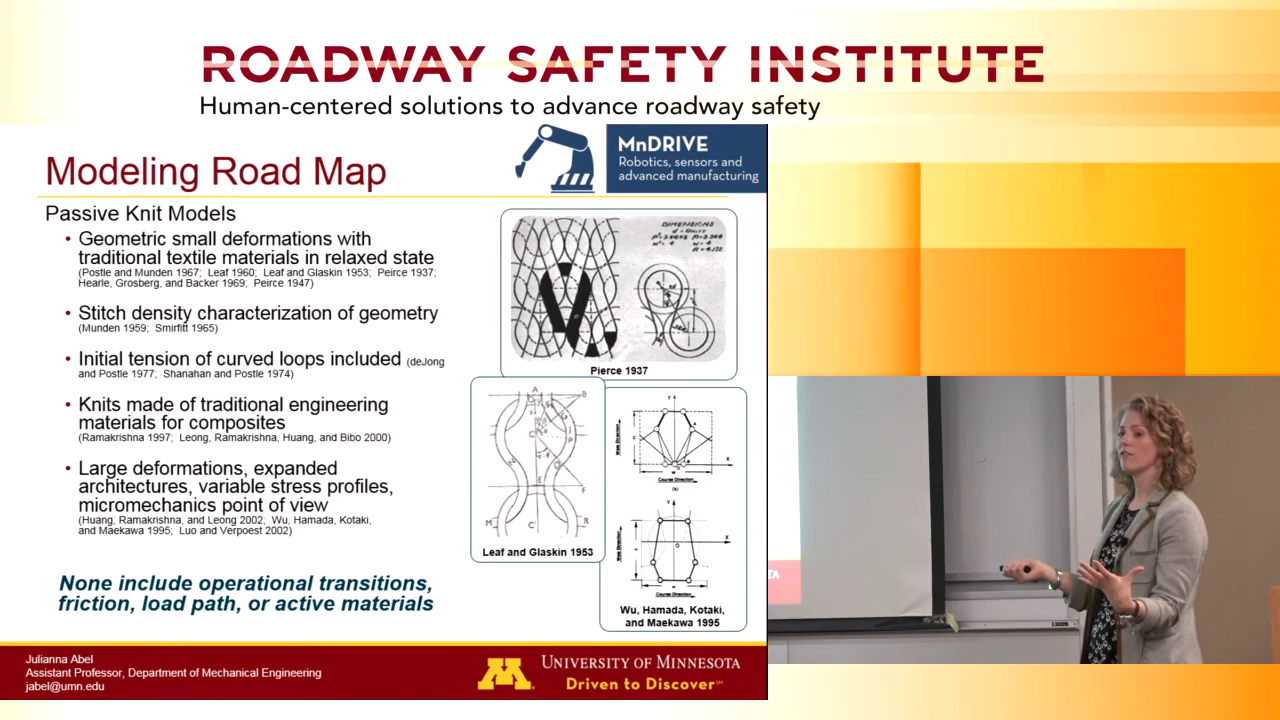 ROADWAY SAFETY INSTITUTE
Human-centered solutions to advance roadway safety
MnDRIVE
Robotics, sensors and
advanced manufacturing
Modeling Road Map
Passive Knit Models
• Geometric small deformations with
traditional textile materials in relaxed state
(Postle and Munden 1967; Leaf 1960; Leaf and Glaskin 1953; Peirce 1937;
Hearle, Grosberg, and Backer 1969; Peirce 1947)
• Stitch density characterization of geometry
(Munden 1959; Smirfitt 1965)
• Initial tension of curved loops included (deJong
and Postle 1977; Shanahan and Postle 1974)
• Knits made of traditional engineering
materials for composites
(Ramakrishna 1997; Leong, Ramakrishna, Huang, and Bibo 2000)
• Large deformations, expanded
architectures, variable stress profiles,
micromechanics point of view
(Huang, Ramakrishna, and Leong 2002; Wu, Hamada, Kotaki,
and Maekawa 1995; Luo and Verpoest 2002)
None include operational transitions,
friction, load path, or active materials
DIMENSIONS
Pierce 1937
Leaf and Glaskin 1953
Course Direction
(a)
Course Direction
Wu, Hamada, Kotaki,
and Maekawa 1995
Julianna Abel
Assistant Professor, Department of Mechanical Engineering
jabel@umn.edu
UNIVERSITY OF MINNESOTA
Driven to Discover℠
TA